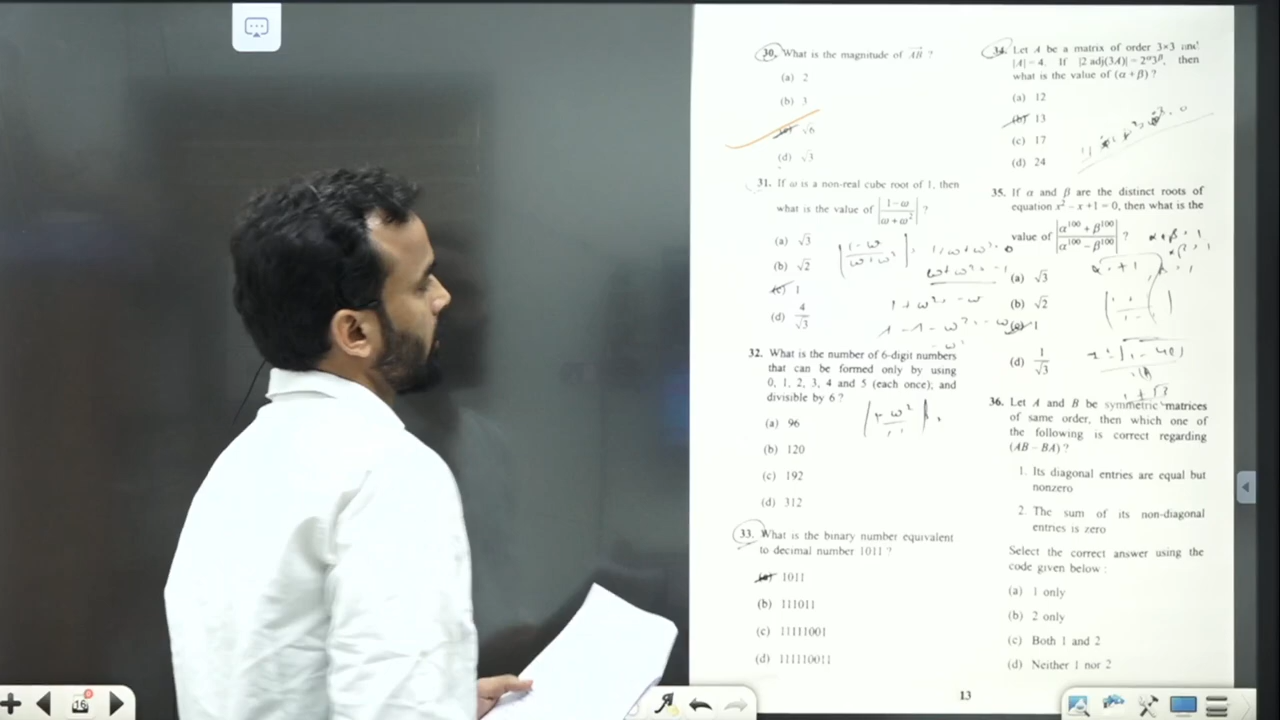 30. What is the magnitude of AB ?
(a) 2
(b) 3
(c) √6
(d) √3
31. If ω is a non-real cube root of 1, then
what is the value of |1−ω / ω+ω²| ?
(a) √3
(b) √2
(c) 1
(d) 4/√3
|1−ω / ω+ω²|
1+ω+ω² = 0
ω+ω² = −1
32. What is the number of 6-digit numbers
that can be formed only by using
0, 1, 2, 3, 4 and 5 (each once); and
divisible by 6 ?
(a) 96
(b) 120
(c) 192
(d) 312
33. What is the binary number equivalent
to decimal number 1011 ?
(a) 1011
(b) 111011
(c) 11111001
(d) 111110011
34. Let A be a matrix of order 3×3 and
|A| = 4. If |2 adj(3A)| = 2^α3^β, then
what is the value of (α + β) ?
(a) 12
(b) 13
(c) 17
(d) 24
35. If α and β are the distinct roots of
equation x² − x + 1 = 0, then what is the
value of |α¹⁰⁰ + β¹⁰⁰ / α¹⁰⁰ − β¹⁰⁰| ?
(a) √3
(b) √2
(c) 1
(d) 1/√3
36. Let A and B be symmetric matrices
of same order, then which one of
the following is correct regarding
(AB − BA) ?
1. Its diagonal entries are equal but
nonzero
2. The sum of its non-diagonal
entries is zero
Select the correct answer using the
code given below :
(a) 1 only
(b) 2 only
(c) Both 1 and 2
(d) Neither 1 nor 2
13
16